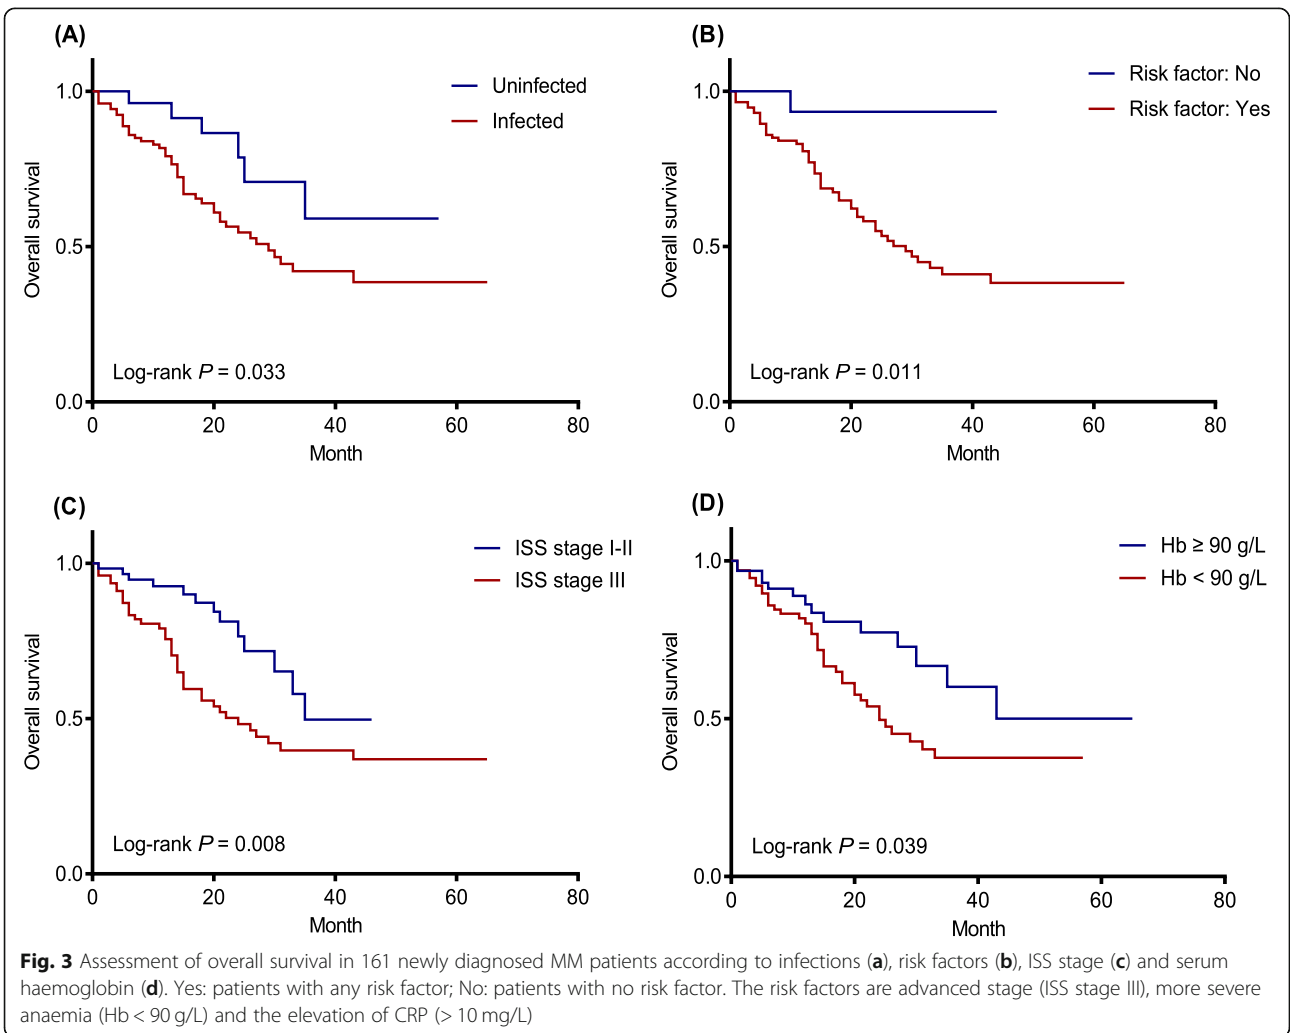 (A)
Uninfected
Infected
1.0
0.5
0.0
Overall survival
Log-rank P = 0.033
0 20 40 60 80
Month
(B)
Risk factor: No
Risk factor: Yes
1.0
0.5
0.0
Overall survival
Log-rank P = 0.011
0 20 40 60 80
Month
(C)
ISS stage I-II
ISS stage III
1.0
0.5
0.0
Overall survival
Log-rank P = 0.008
0 20 40 60 80
Month
(D)
Hb ≥ 90 g/L
Hb < 90 g/L
1.0
0.5
0.0
Overall survival
Log-rank P = 0.039
0 20 40 60 80
Month
Fig. 3 Assessment of overall survival in 161 newly diagnosed MM patients according to infections (a), risk factors (b), ISS stage (c) and serum
haemoglobin (d). Yes: patients with any risk factor; No: patients with no risk factor. The risk factors are advanced stage (ISS stage III), more severe
anaemia (Hb < 90 g/L) and the elevation of CRP (> 10 mg/L)